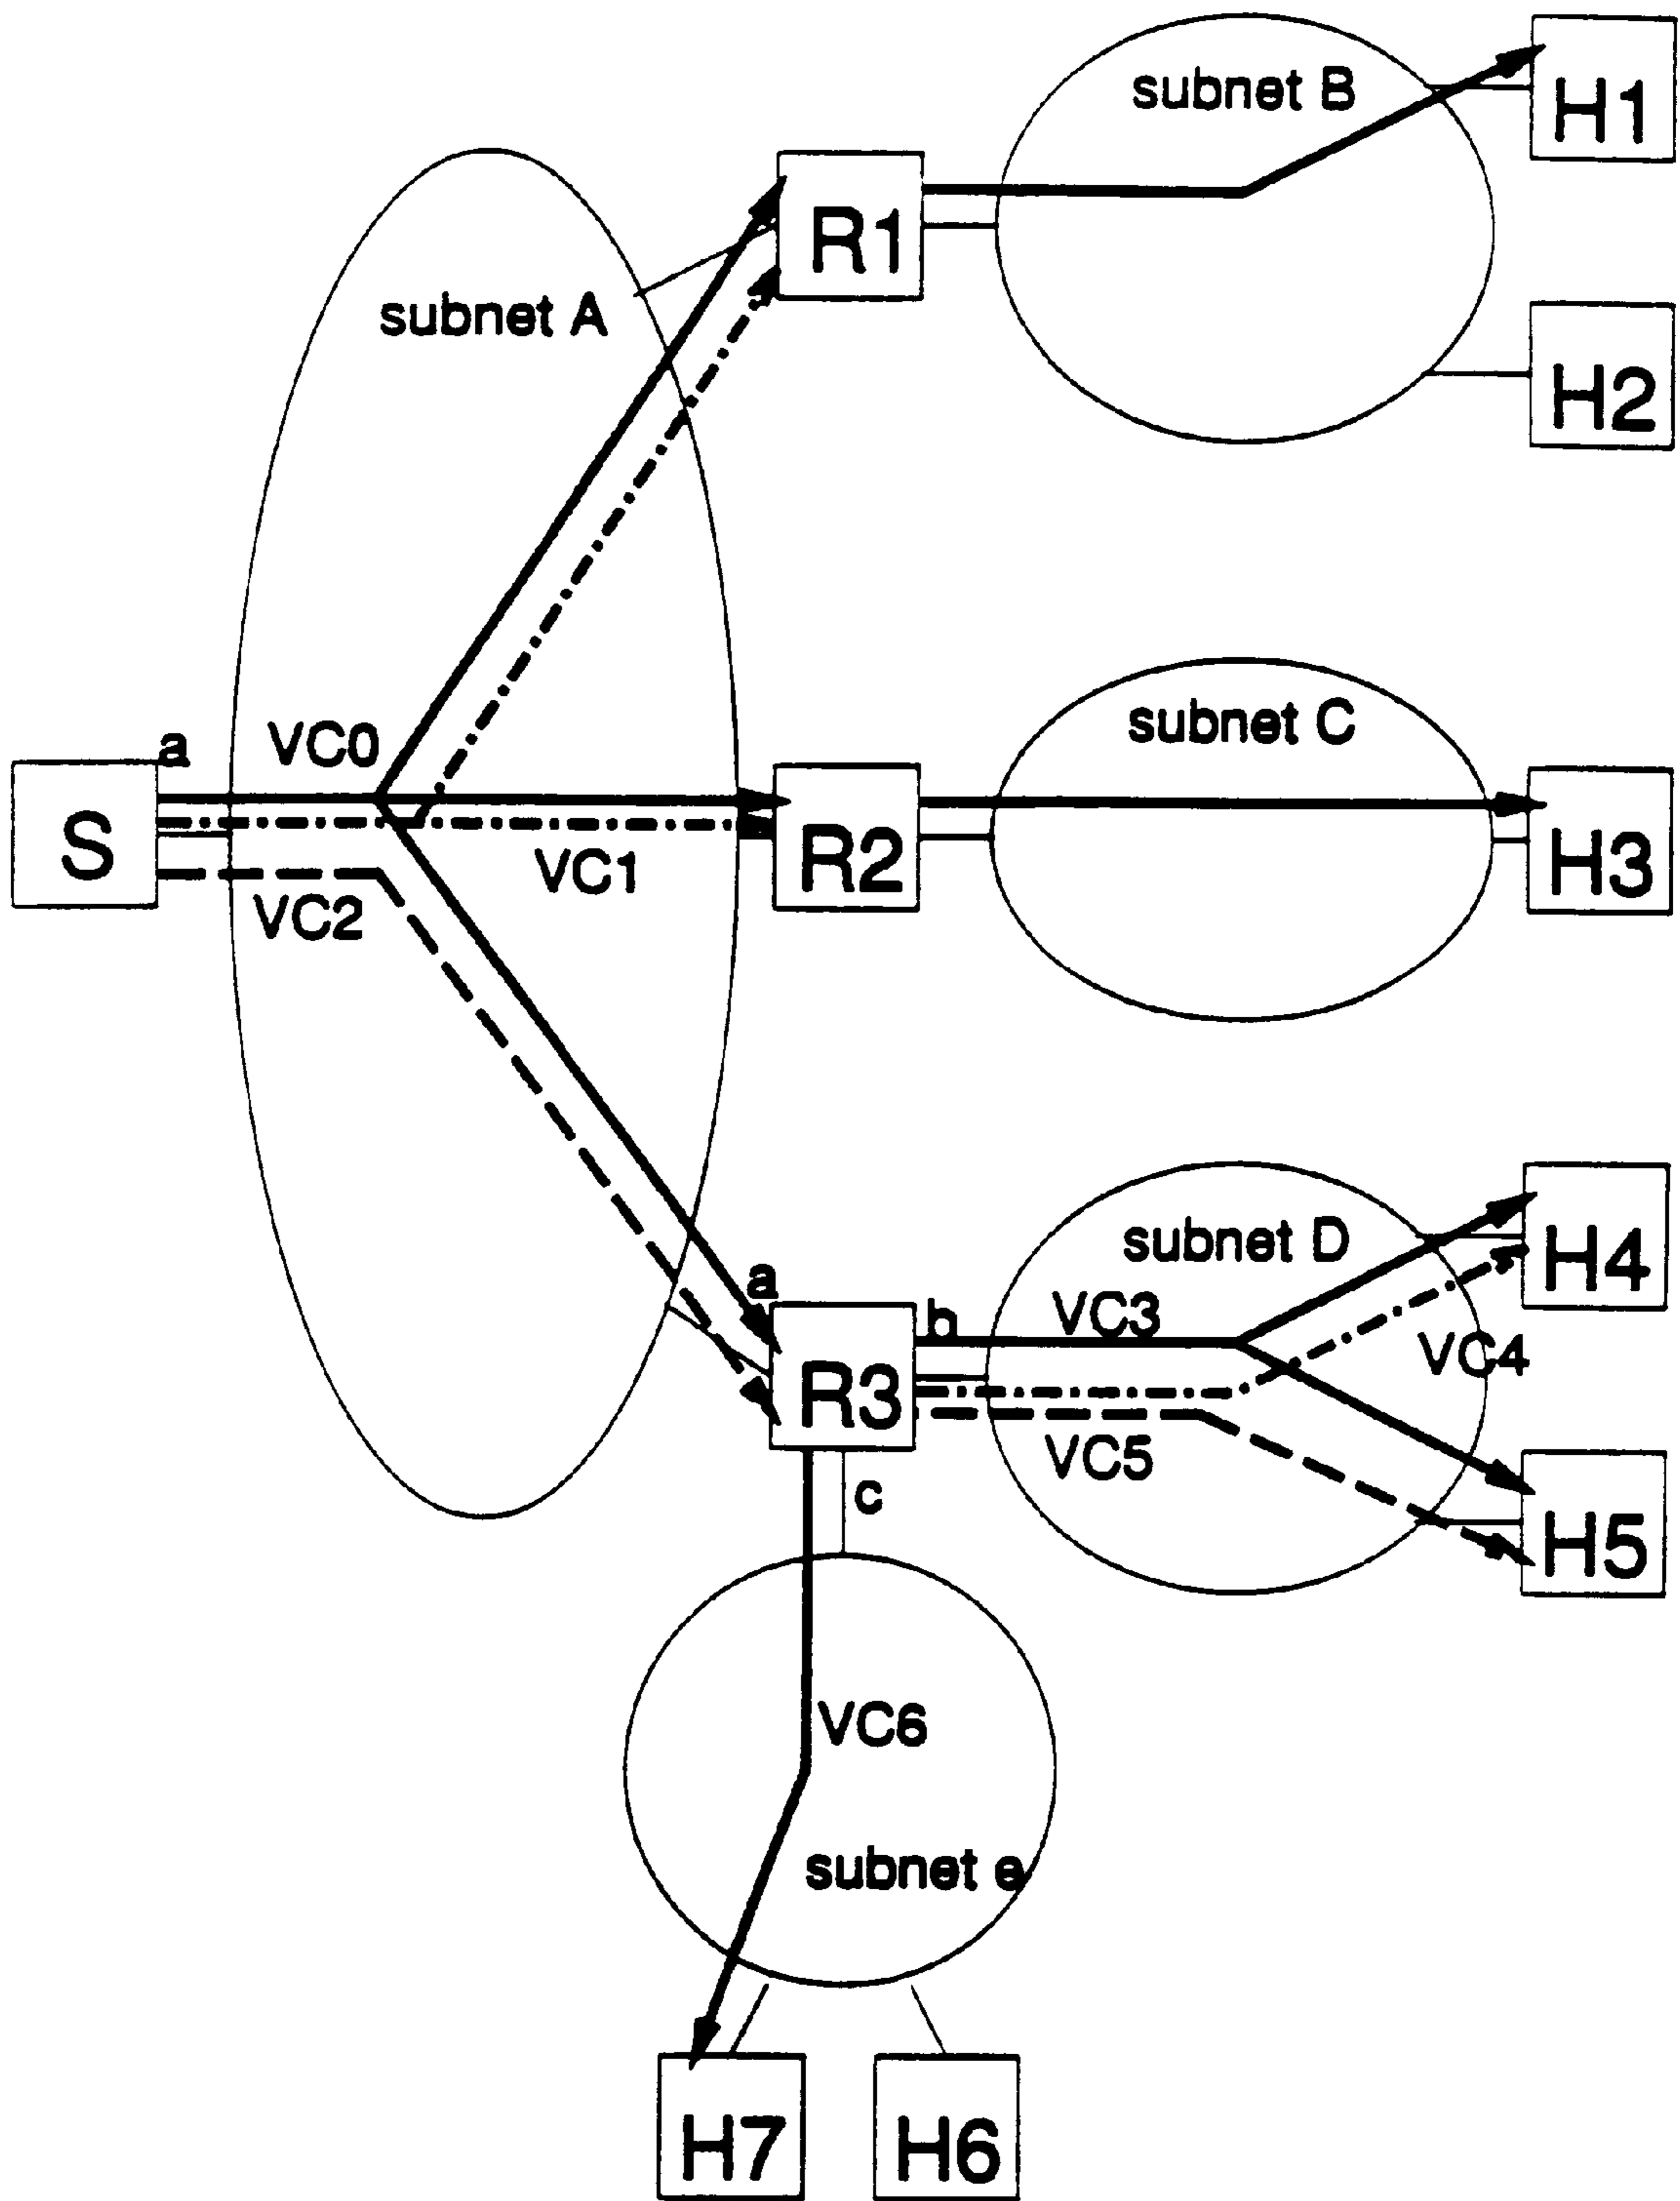 subnet B
H1
R1
subnet A
H2
a
VC0
subnet C
S
R2
H3
VC1
VC2
subnet D
H4
a
b
VC3
VC4
R3
VC5
c
H5
VC6
subnet e
H7
H6